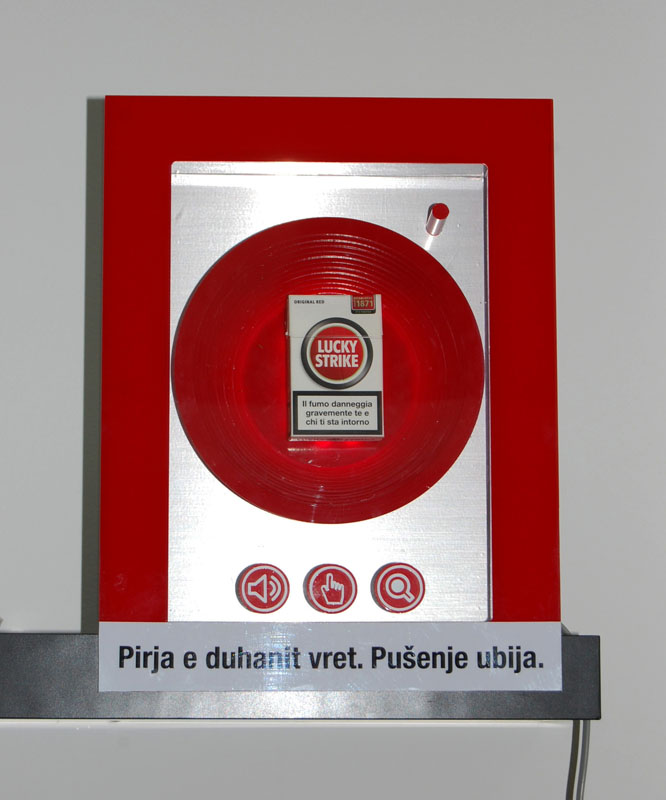 ORIGINAL RED
1871
LUCKY
STRIKE
Il fumo danneggia
gravemente te e
chi ti sta intorno
Pirja e duhanit vret. Pušenje ubija.